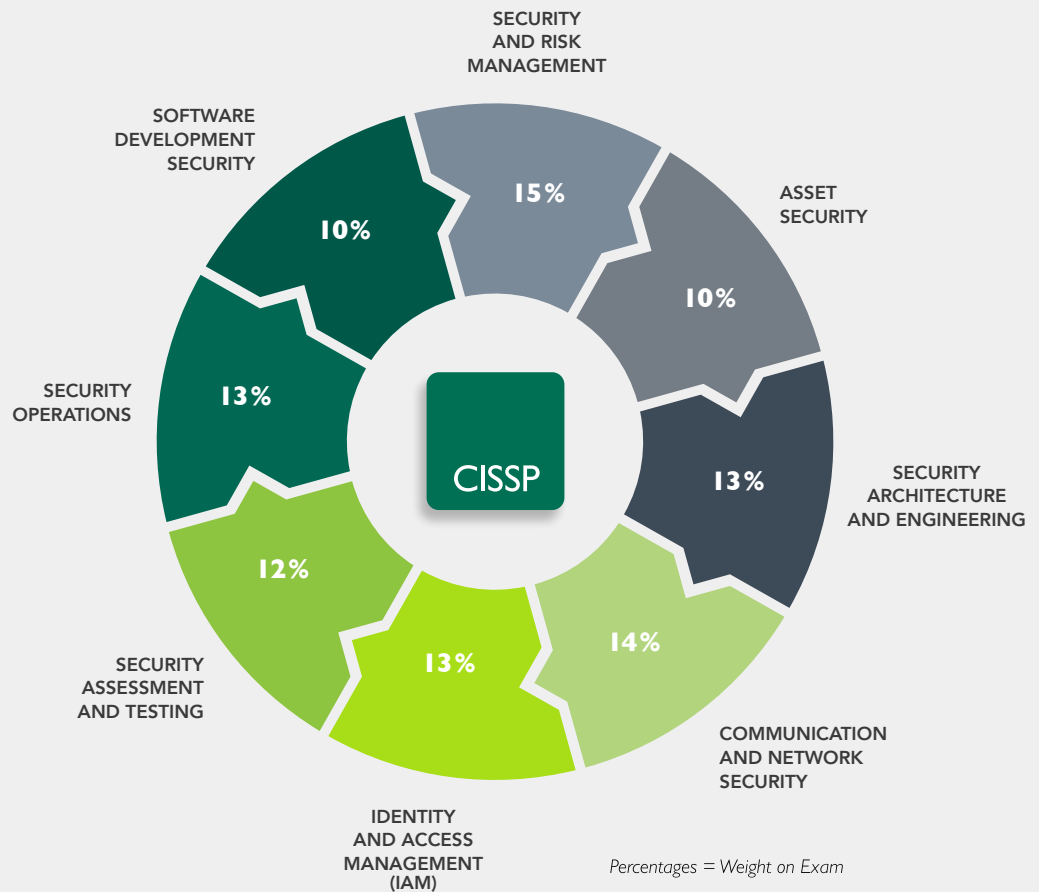 SECURITY
AND RISK
MANAGEMENT
15%
ASSET
SECURITY
10%
SECURITY
ARCHITECTURE
AND ENGINEERING
13%
COMMUNICATION
AND NETWORK
SECURITY
14%
IDENTITY
AND ACCESS
MANAGEMENT
(IAM)
13%
SECURITY
ASSESSMENT
AND TESTING
12%
SECURITY
OPERATIONS
13%
SOFTWARE
DEVELOPMENT
SECURITY
10%
CISSP
Percentages = Weight on Exam